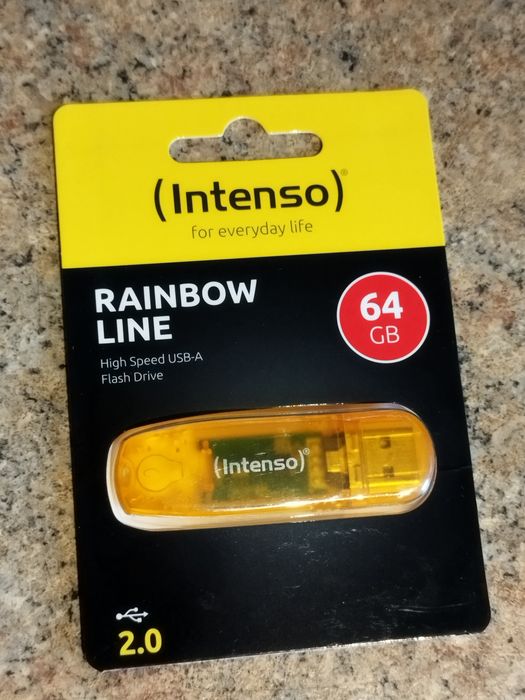 (Intenso)®
for everyday life
RAINBOW
LINE
64
GB
High Speed USB-A
Flash Drive
(Intenso)®
2.0